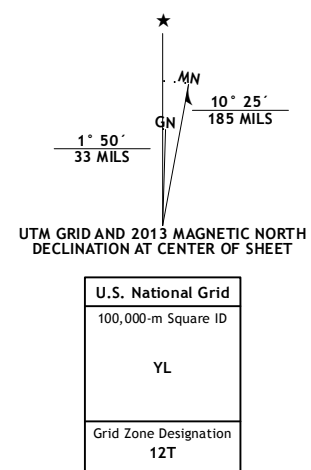 ★
MN
10° 25´
185 MILS
GN
1° 50´
33 MILS
UTM GRID AND 2013 MAGNETIC NORTH
DECLINATION AT CENTER OF SHEET
U.S. National Grid
100,000-m Square ID
YL
Grid Zone Designation
12T